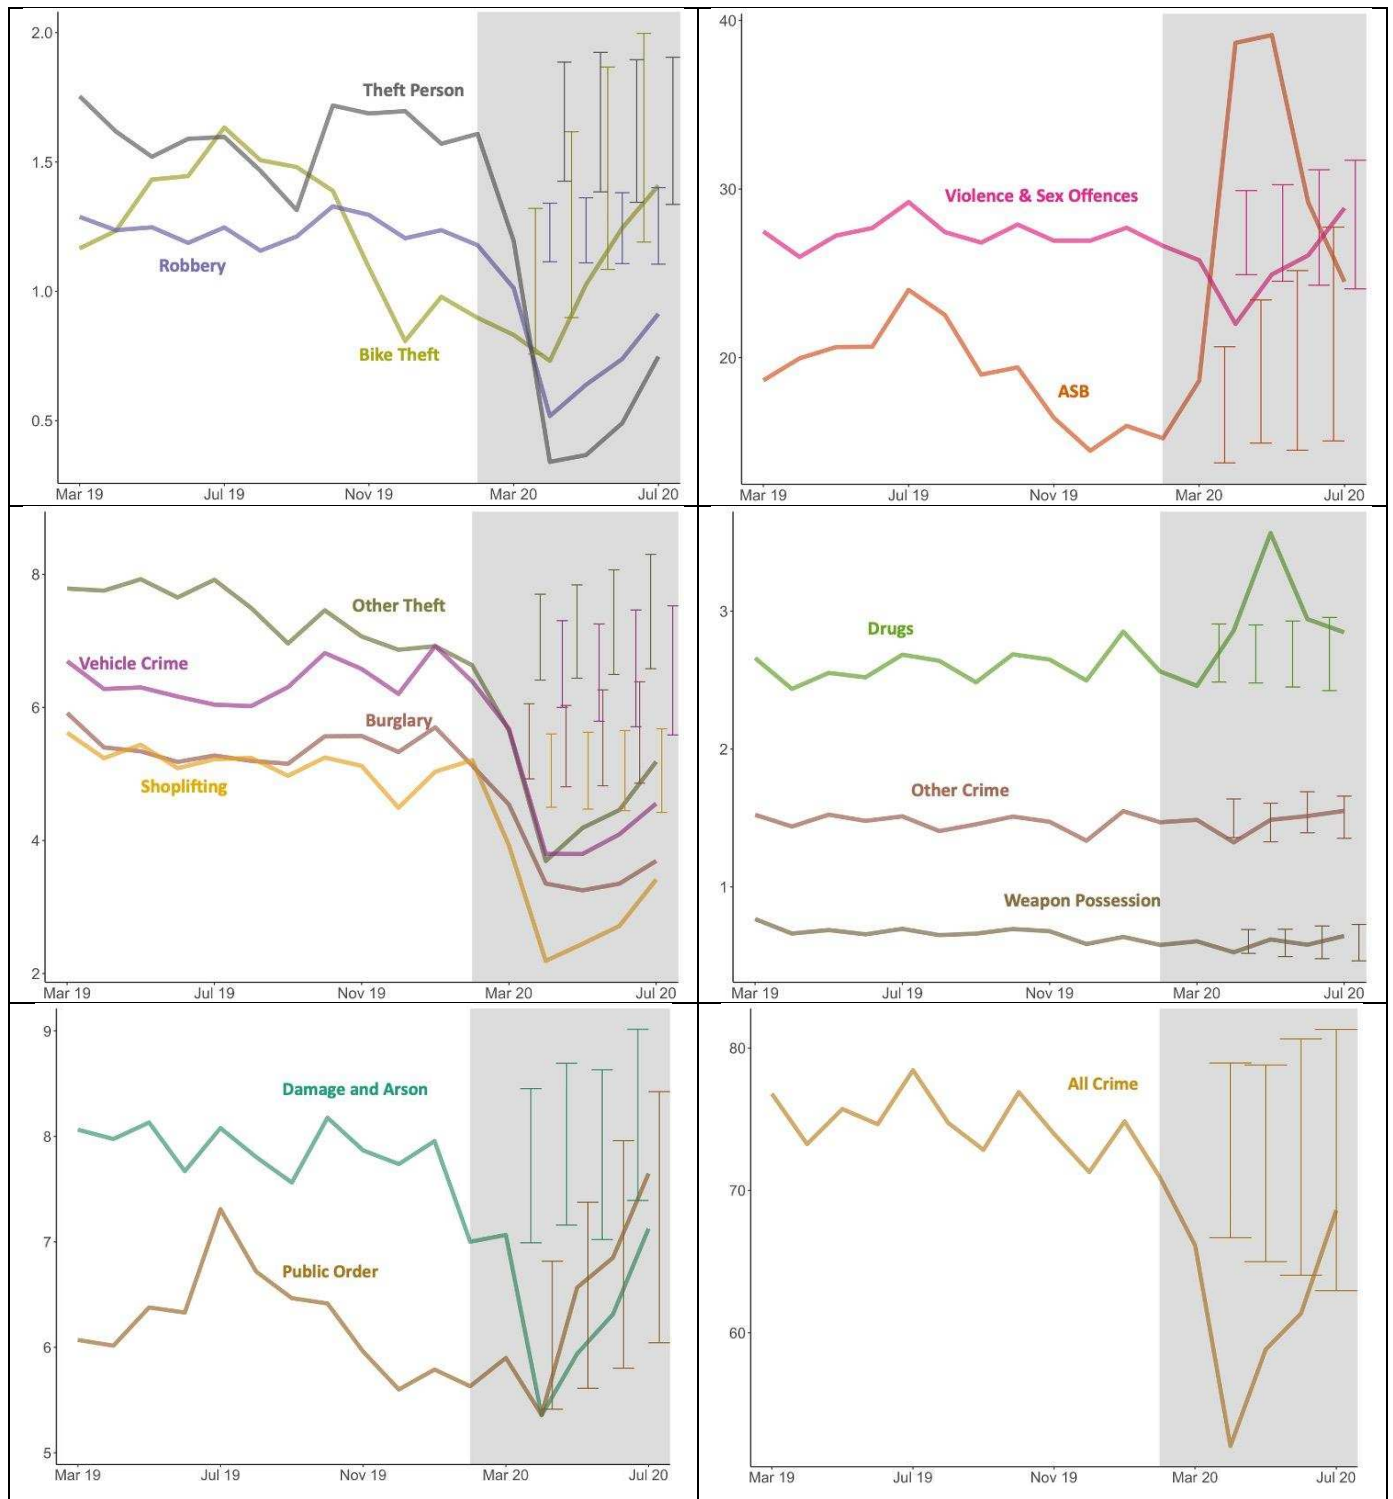 2.0
1.5
1.0
0.5
Theft Person
Robbery
Bike Theft
Mar 19 Jul 19 Nov 19 Mar 20 Jul 20
40
30
20
Violence & Sex Offences
ASB
Mar 19 Jul 19 Nov 19 Mar 20 Jul 20
8
6
4
2
Other Theft
Vehicle Crime
Burglary
Shoplifting
Mar 19 Jul 19 Nov 19 Mar 20 Jul 20
3
2
1
Drugs
Other Crime
Weapon Possession
Mar 19 Jul 19 Nov 19 Mar 20 Jul 20
9
8
7
6
5
Damage and Arson
Public Order
Mar 19 Jul 19 Nov 19 Mar 20 Jul 20
80
70
60
All Crime
Mar 19 Jul 19 Nov 19 Mar 20 Jul 20